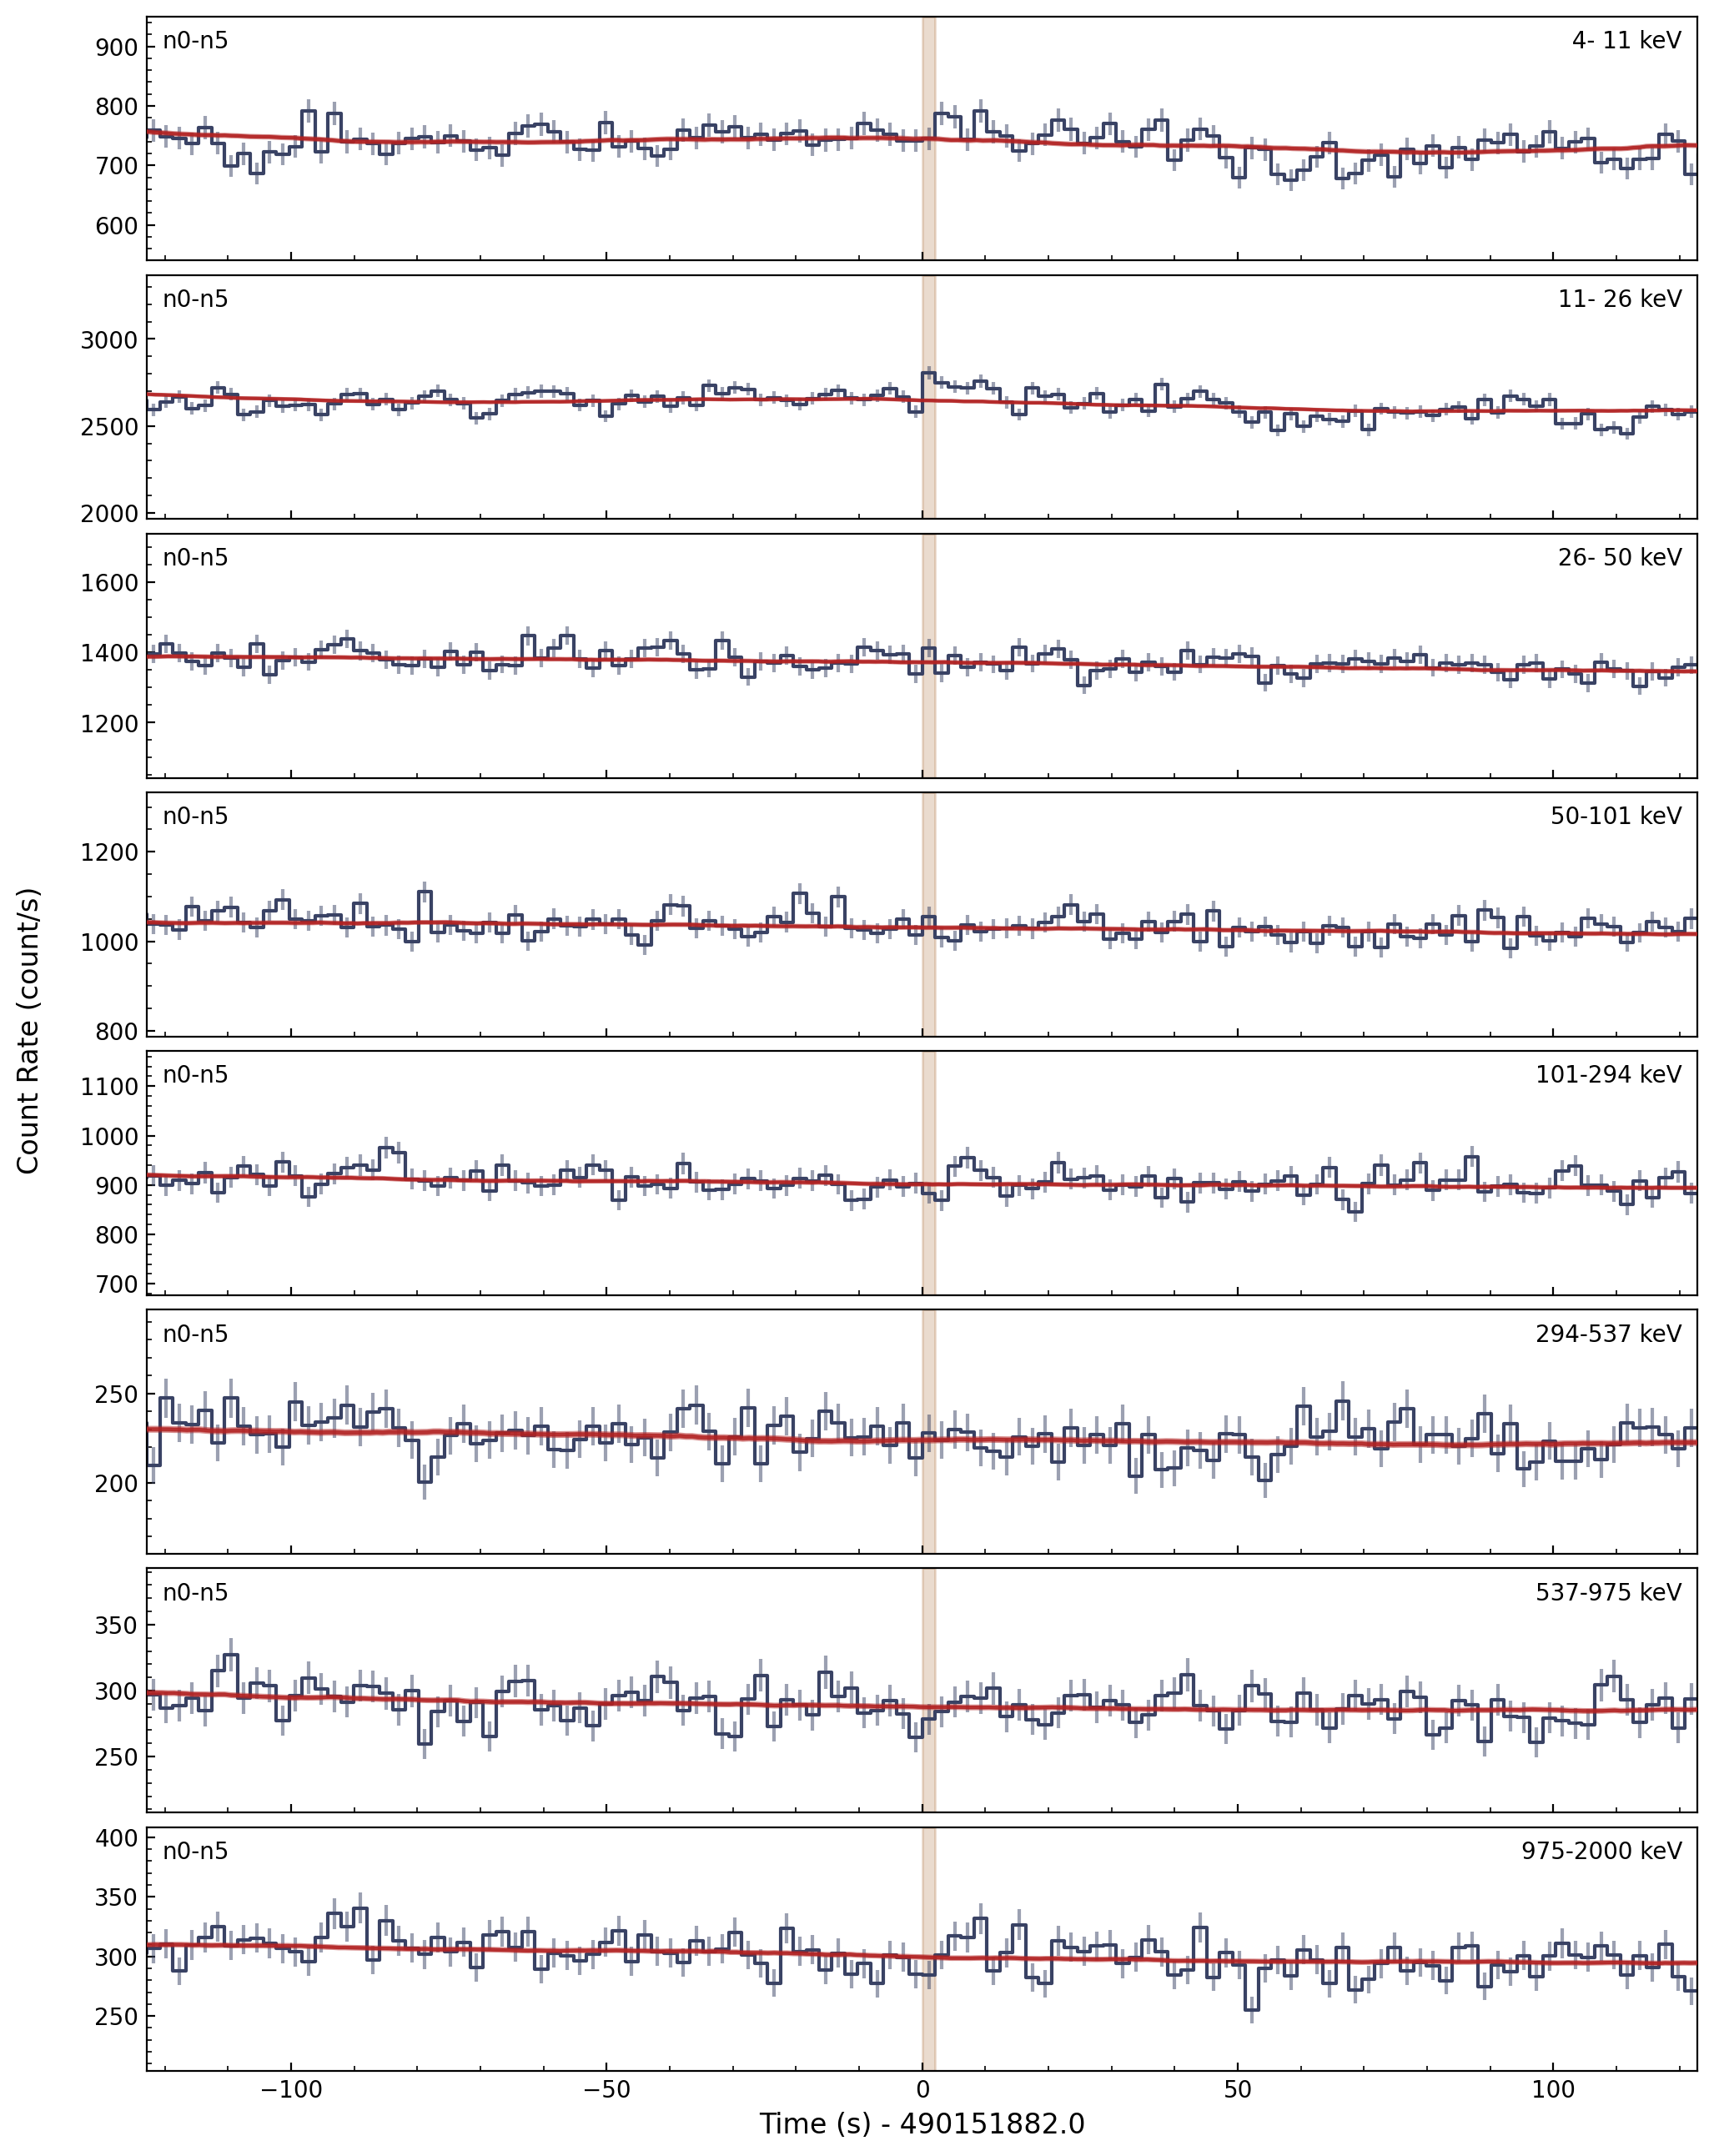 n0-n5 4- 11 keV
900
800
700
600
n0-n5 11- 26 keV
3000
2500
2000
n0-n5 26- 50 keV
1600
1400
1200
n0-n5 50-101 keV
1200
1000
800
n0-n5 101-294 keV
1100
1000
900
800
700
n0-n5 294-537 keV
250
200
n0-n5 537-975 keV
350
300
250
n0-n5 975-2000 keV
400
350
300
250
−100 −50 0 50 100
Time (s) - 490151882.0
Count Rate (count/s)